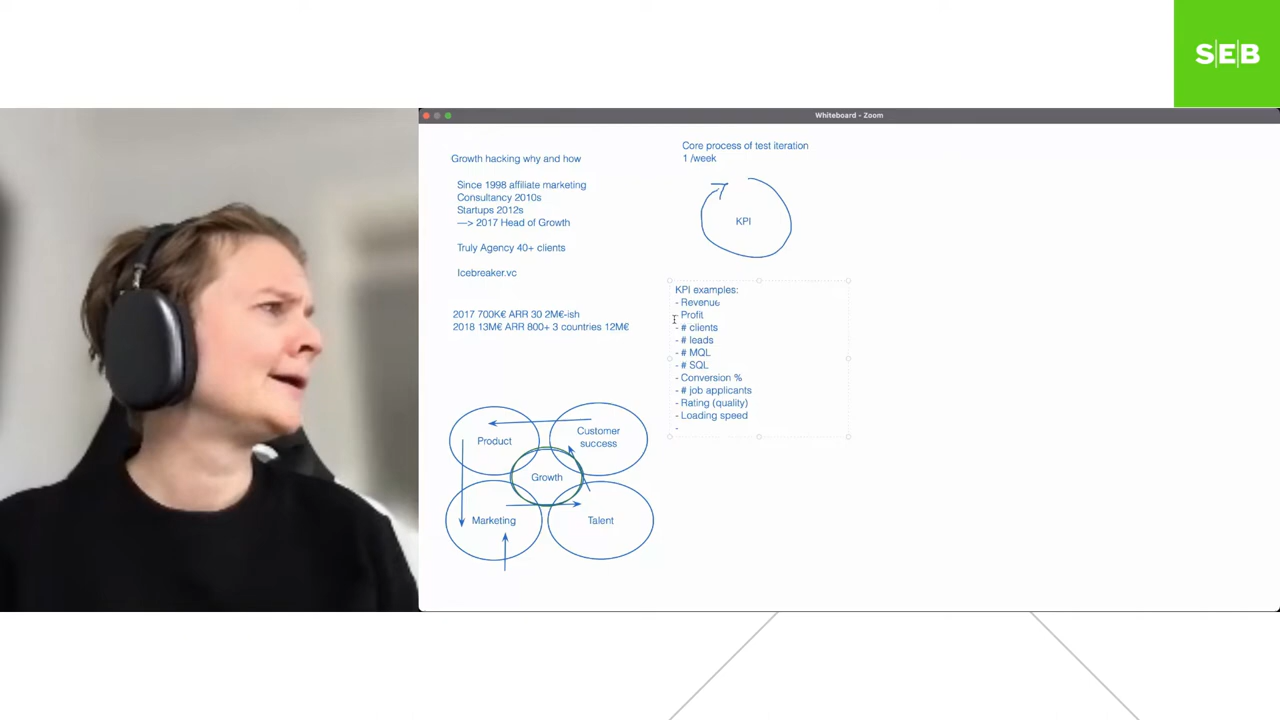 S|E|B
Whiteboard - Zoom
Growth hacking why and how
Since 1998 affiliate marketing
Consultancy 2010s
Startups 2012s
—> 2017 Head of Growth
Truly Agency 40+ clients
Icebreaker.vc
2017 700K€ ARR 30 2M€-ish
2018 13M€ ARR 800+ 3 countries 12M€
Product
Customer
success
Growth
Marketing
Talent
Core process of test iteration
1 /week
KPI
KPI examples:
- Revenue
- Profit
- # clients
- # leads
- # MQL
- # SQL
- Conversion %
- # job applicants
- Rating (quality)
- Loading speed
-